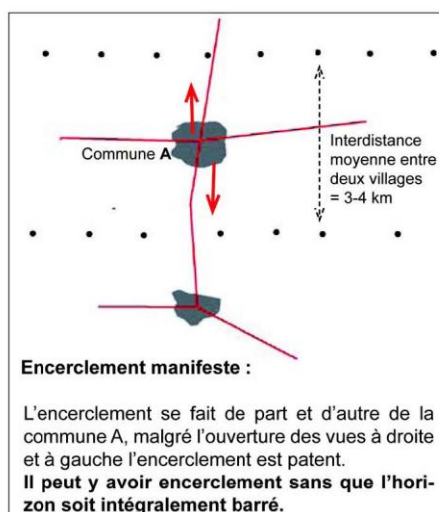 Commune A
Interdistance
moyenne entre
deux villages
= 3-4 km
Encerclement manifeste :
L'encerclement se fait de part et d'autre de la
commune A, malgré l'ouverture des vues à droite
et à gauche l'encerclement est patent.
Il peut y avoir encerclement sans que l'hori-
zon soit intégralement barré.